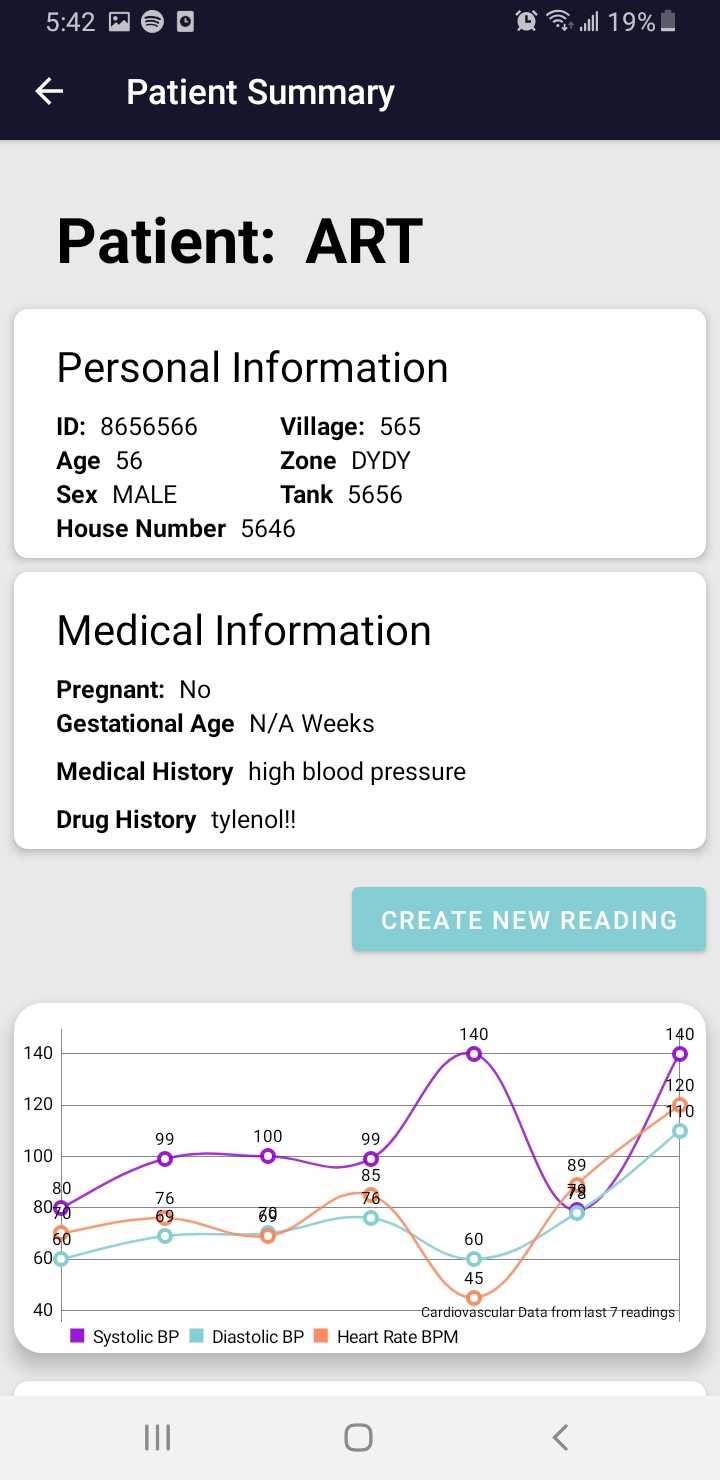 5:42 19%
Patient Summary
Patient: ART
Personal Information
ID: 8656566 Village: 565
Age 56 Zone DYDY
Sex MALE Tank 5656
House Number 5646
Medical Information
Pregnant: No
Gestational Age N/A Weeks
Medical History high blood pressure
Drug History tylenol!!
CREATE NEW READING
140 140
140
120
120
110
99 100 99
100
89
85
80
80
76 76
79
78
70
69
70
69
60
60
60
45
40
Cardiovascular Data from last 7 readings
Systolic BP Diastolic BP Heart Rate BPM